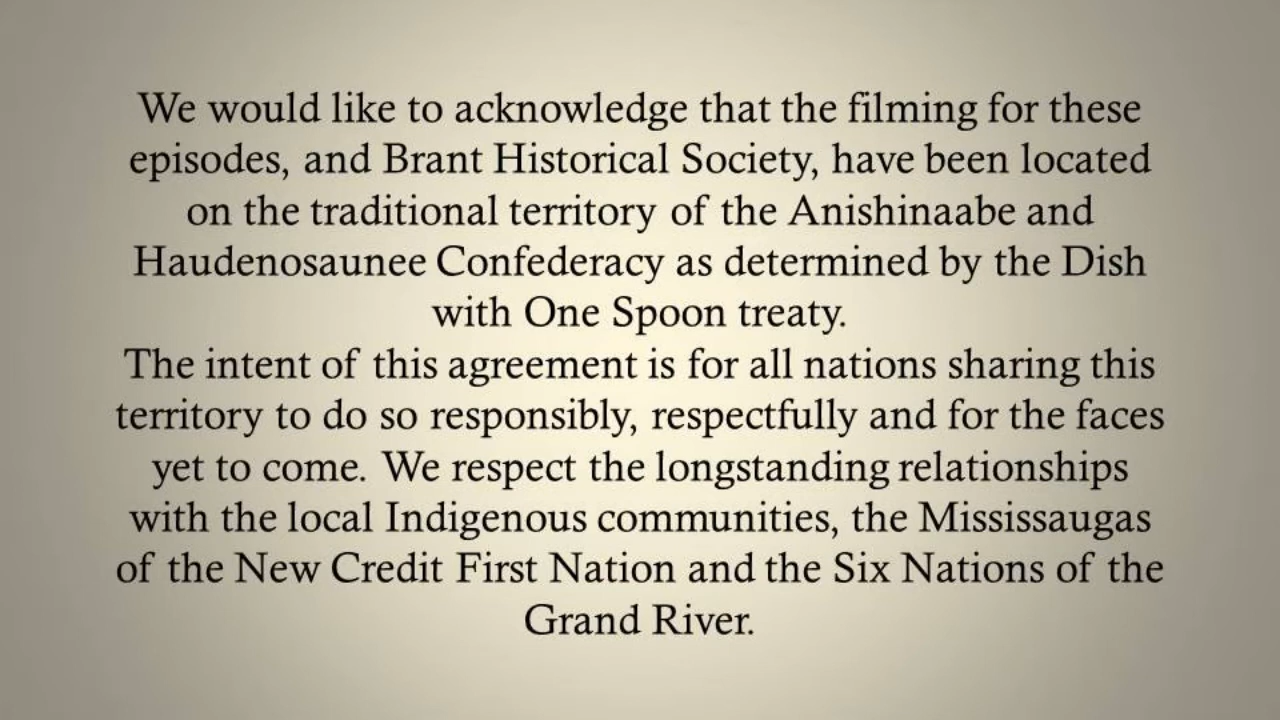 We would like to acknowledge that the filming for these
episodes, and Brant Historical Society, have been located
on the traditional territory of the Anishinaabe and
Haudenosaunee Confederacy as determined by the Dish
with One Spoon treaty.
The intent of this agreement is for all nations sharing this
territory to do so responsibly, respectfully and for the faces
yet to come. We respect the longstanding relationships
with the local Indigenous communities, the Mississaugas
of the New Credit First Nation and the Six Nations of the
Grand River.